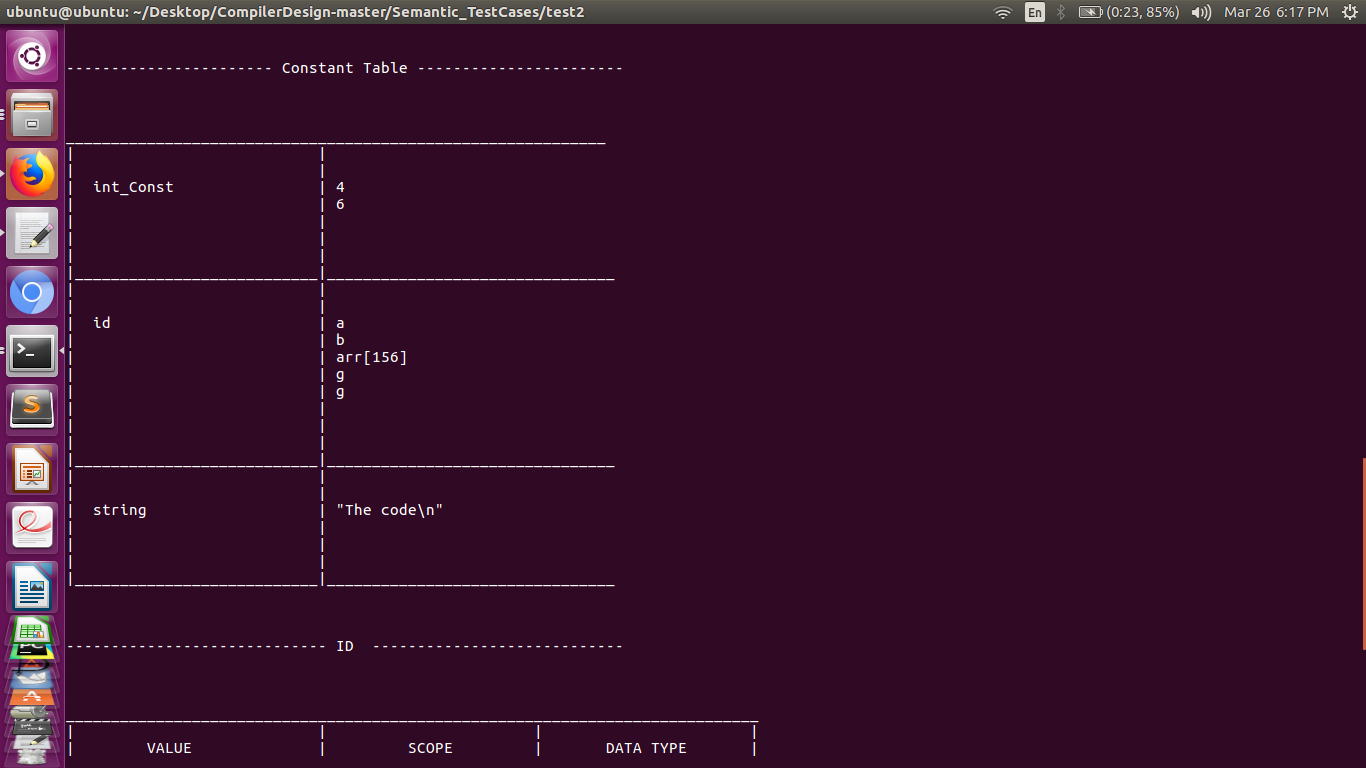 ubuntu@ubuntu: ~/Desktop/CompilerDesign-master/Semantic_TestCases/test2 En (0:23, 85%) Mar 26 6:17 PM
----------------------- Constant Table -----------------------
int_Const 4
6
id a
b
arr[156]
g
g
string "The code\n"
----------------------------- ID ----------------------------
VALUE SCOPE DATA TYPE